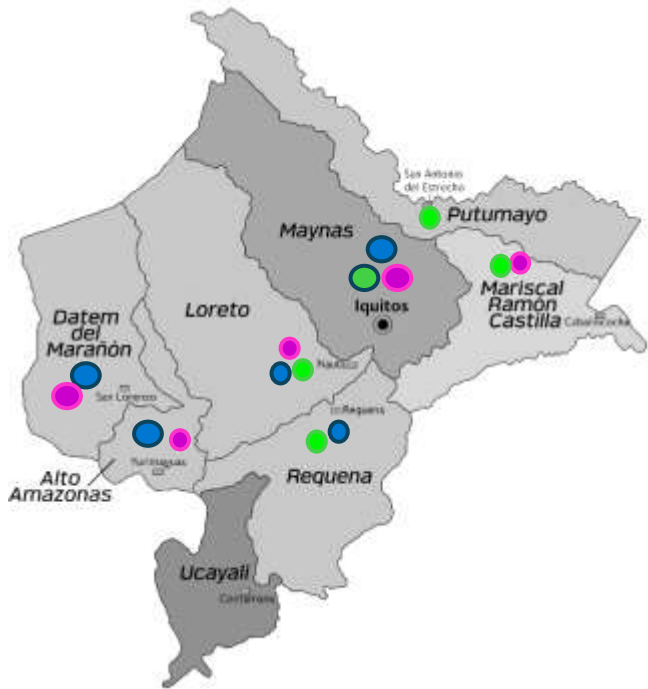 San Antonio
del Estrecho
Putumayo
Maynas
Iquitos
Mariscal
Ramón
Castilla
Loreto
Nauta
Datem
del
Marañón
San Lorenzo
Requena
Yurimaguas
Requena
Alto
Amazonas
Ucayali